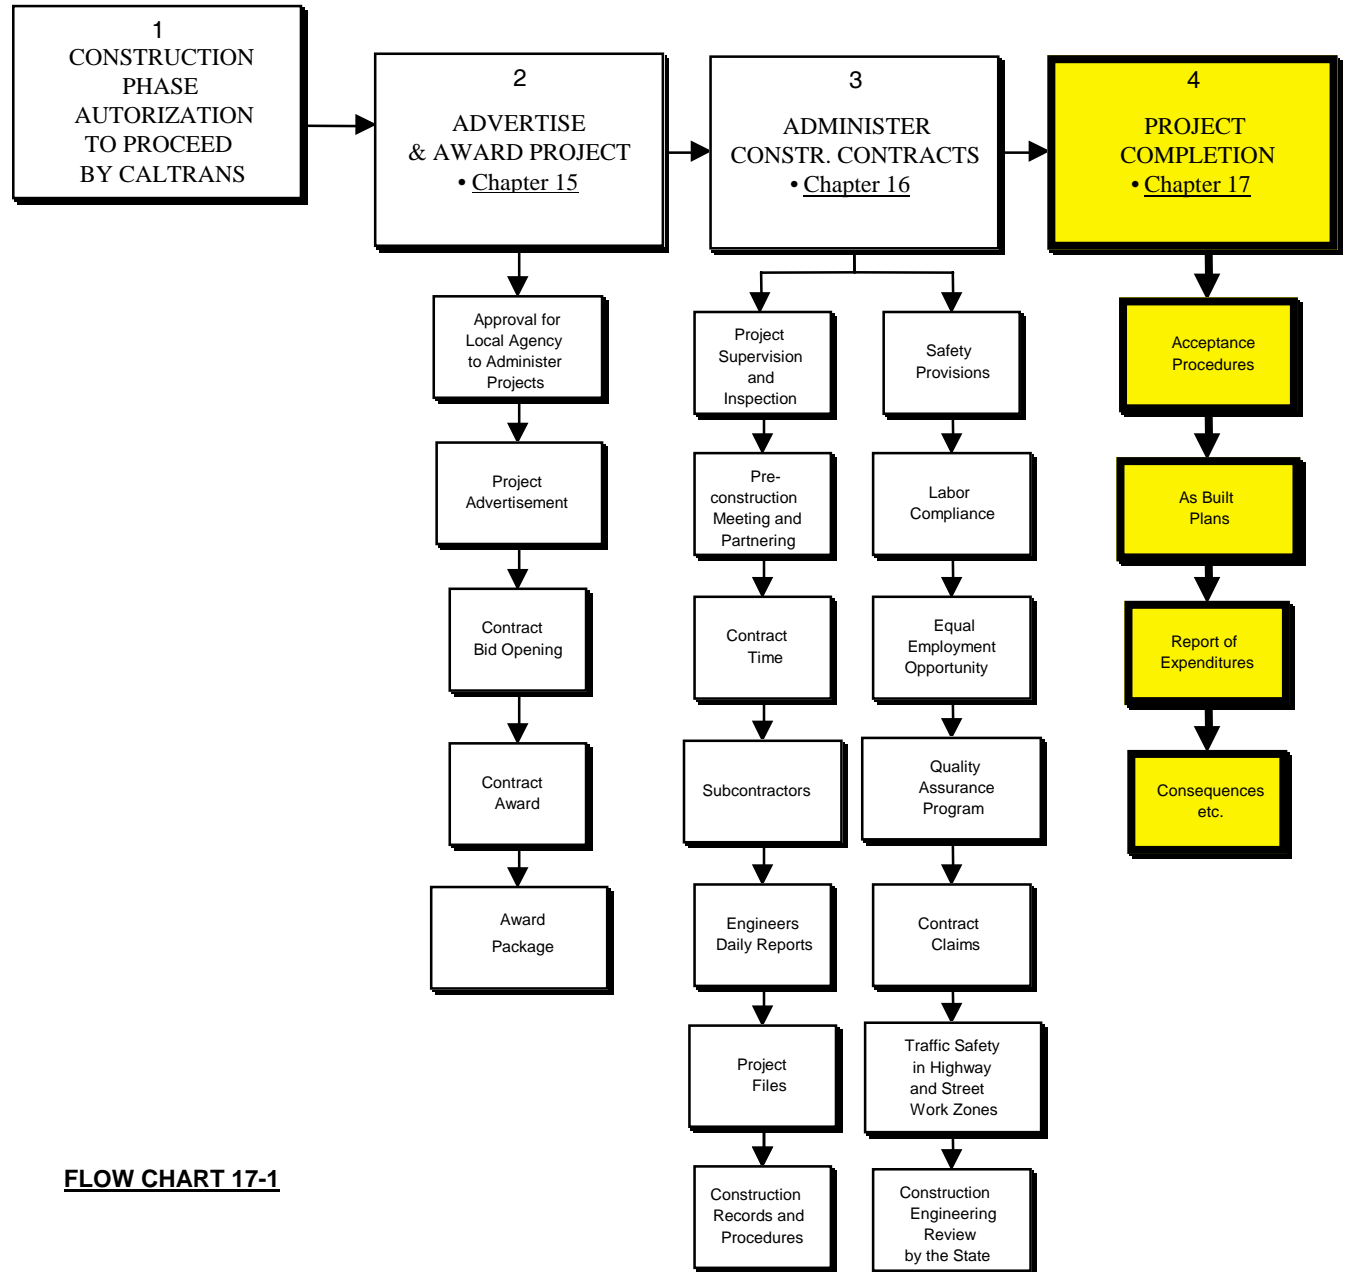 1
CONSTRUCTION
PHASE
AUTORIZATION
TO PROCEED
BY CALTRANS
2
ADVERTISE
& AWARD PROJECT
• Chapter 15
3
ADMINISTER
CONSTR. CONTRACTS
• Chapter 16
4
PROJECT
COMPLETION
• Chapter 17
Approval for
Local Agency
to Administer
Projects
Project
Advertisement
Contract
Bid Opening
Contract
Award
Award
Package
Project
Supervision
and
Inspection
Pre-
construction
Meeting and
Partnering
Contract
Time
Subcontractors
Engineers
Daily Reports
Project
Files
Construction
Records and
Procedures
Safety
Provisions
Labor
Compliance
Equal
Employment
Opportunity
Quality
Assurance
Program
Contract
Claims
Traffic Safety
in Highway
and Street
Work Zones
Construction
Engineering
Review
by the State
Acceptance
Procedures
As Built
Plans
Report of
Expenditures
Consequences
etc.
FLOW CHART 17-1